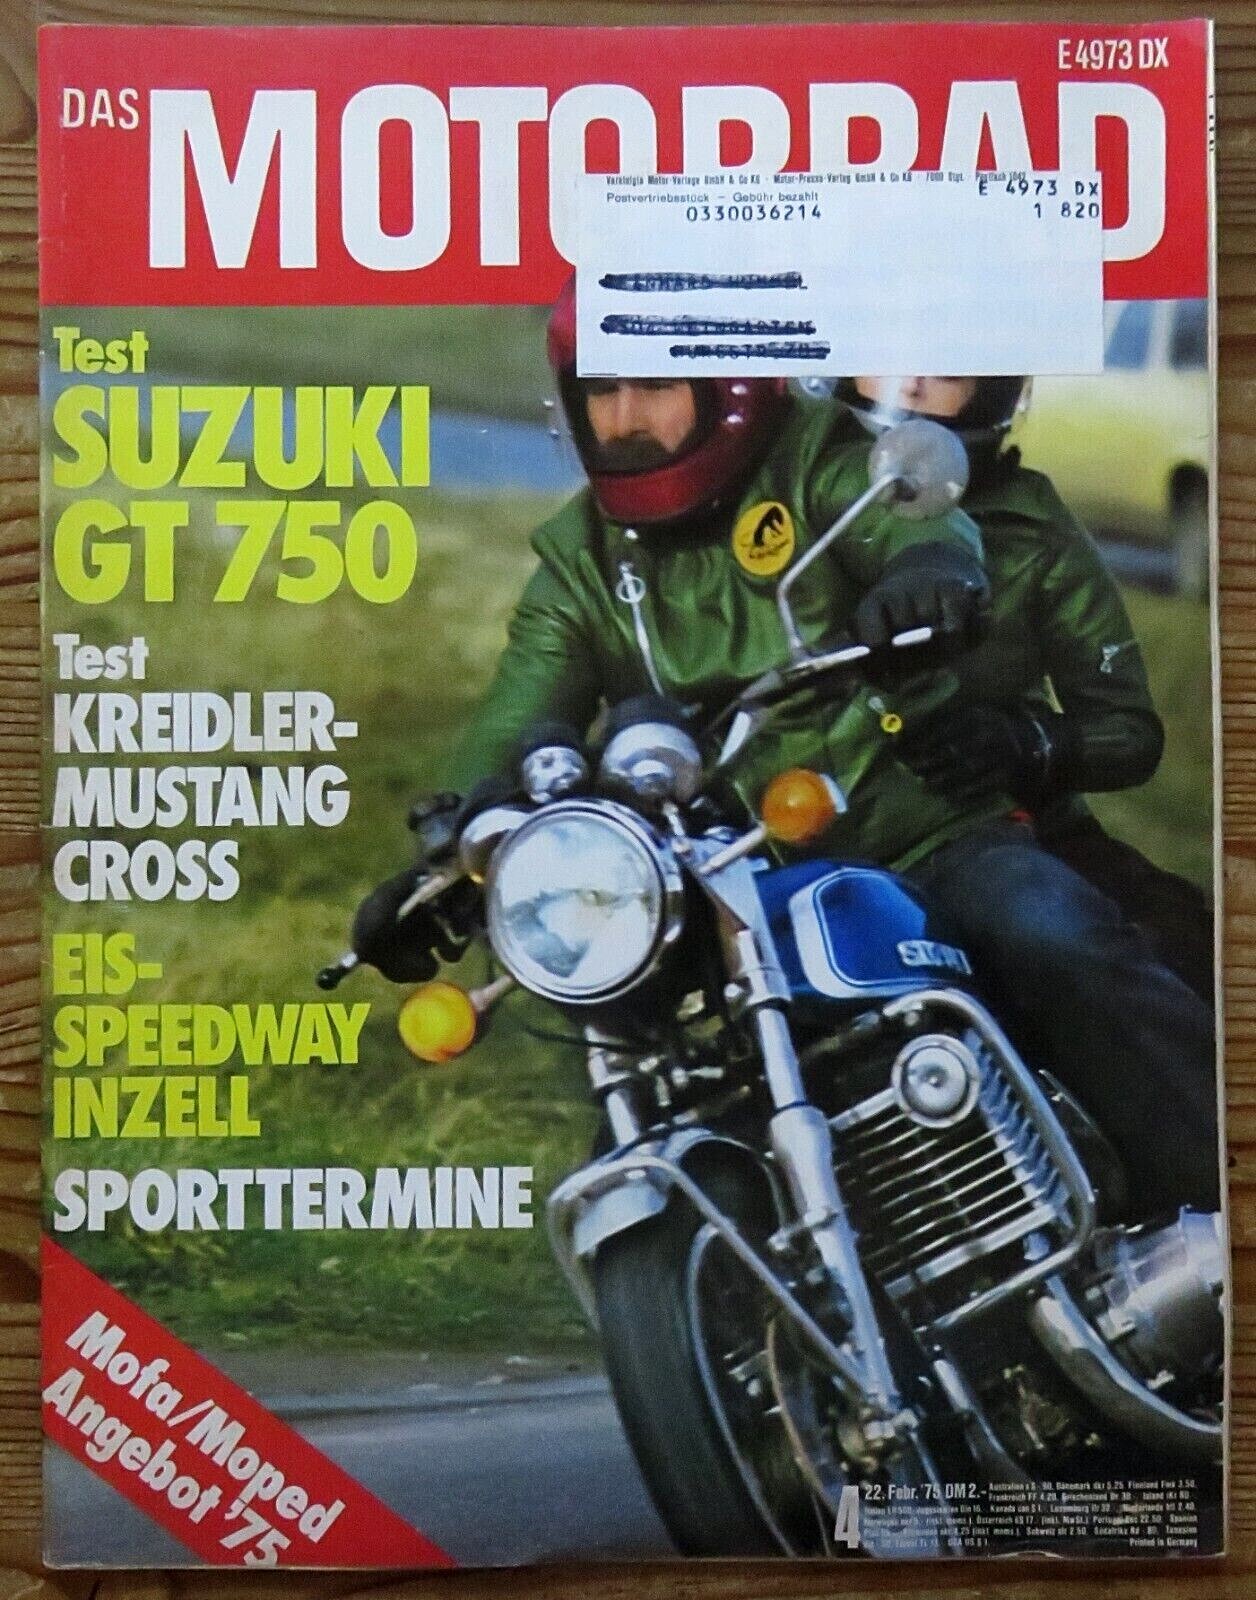 E 4973 DX
DAS MOTORRAD
Postvertriebsstück - Gebühr bezahlt
E 4973 DX
0330036214
1 820
Test
SUZUKI
GT 750
Test
KREIDLER-
MUSTANG
CROSS
EIS-
SPEEDWAY
INZELL
SPORTTERMINE
Mofa/Moped
Angebot '75
SUZUKI
4
22. Febr. '75 DM 2.-
Printed in Germany